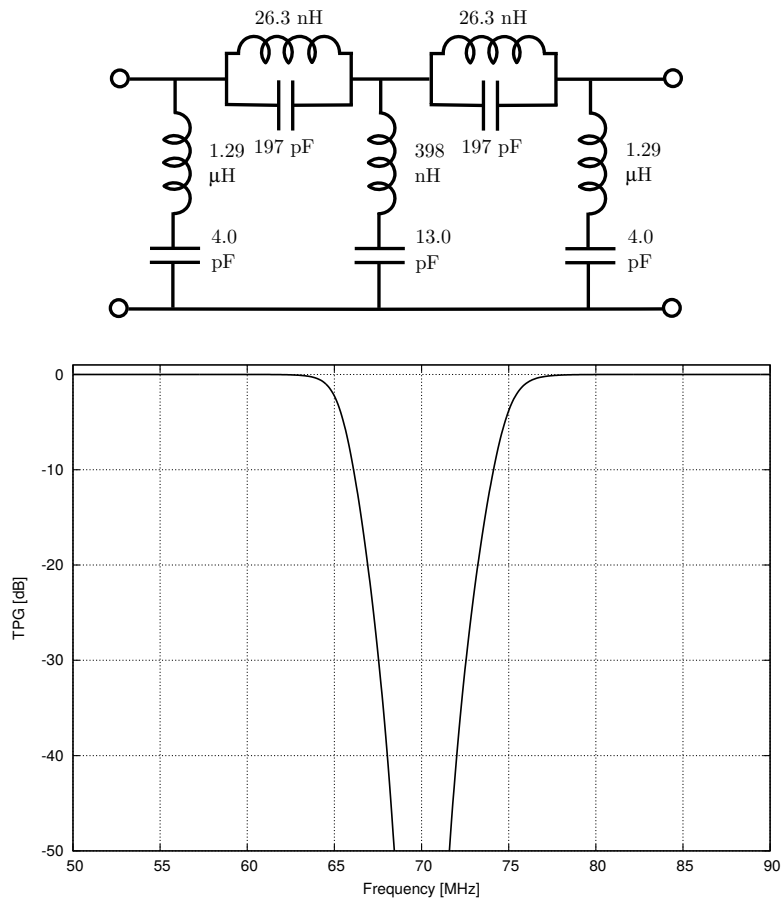 26.3 nH
26.3 nH
1.29
μH
197 pF
398
nH
197 pF
1.29
μH
4.0
pF
13.0
pF
4.0
pF
0
-10
-20
-30
-40
-50
TPG [dB]
50
55
60
65
70
75
80
85
90
Frequency [MHz]